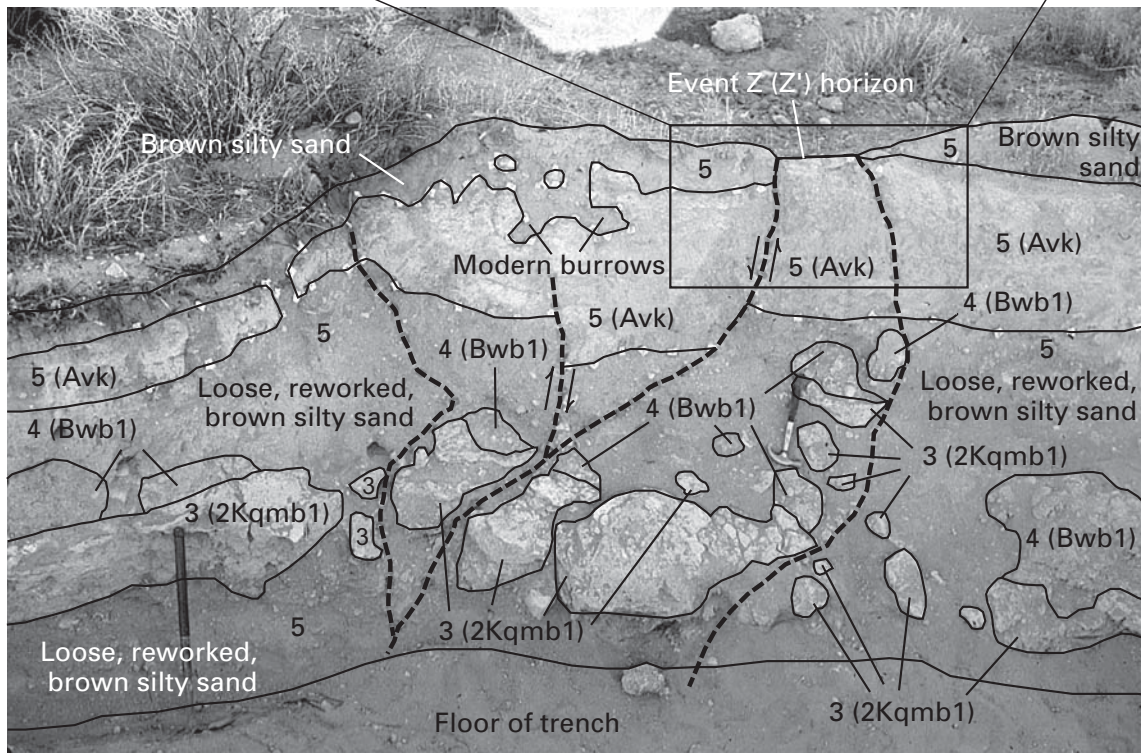 Event Z (Z') horizon
Brown silty sand
5
5
Brown silty
sand
Modern burrows
5 (Avk)
5 (Avk)
4 (Bwb1)
5
5 (Avk)
4 (Bwb1)
5
5 (Avk)
Loose, reworked,
brown silty sand
Loose, reworked,
brown silty sand
4 (Bwb1)
4 (Bwb1)
3 (2Kqmb1)
3
3 (2Kqmb1)
3
4 (Bwb1)
5
3 (2Kqmb1)
Loose, reworked,
brown silty sand
3 (2Kqmb1)
Floor of trench